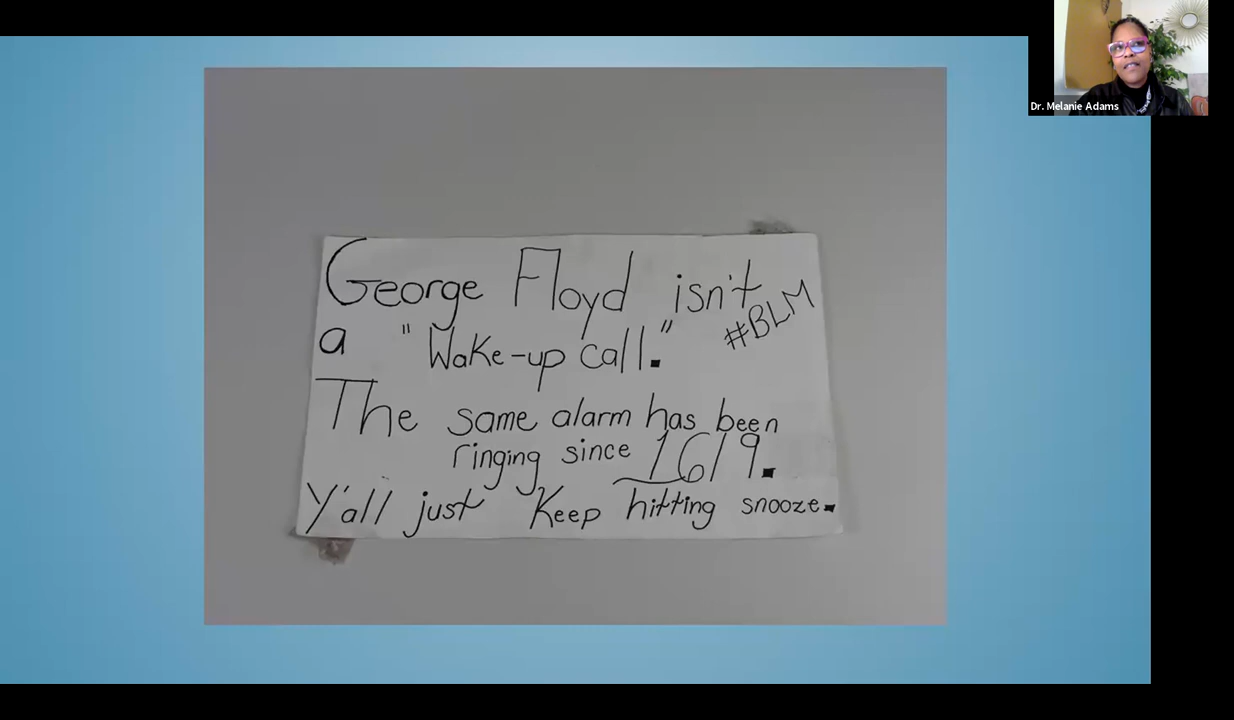 Dr. Melanie Adams
George Floyd isn't
a "Wake-up call."
#BLM
The same alarm has been
ringing since 1619.
Y'all just Keep hitting snooze.